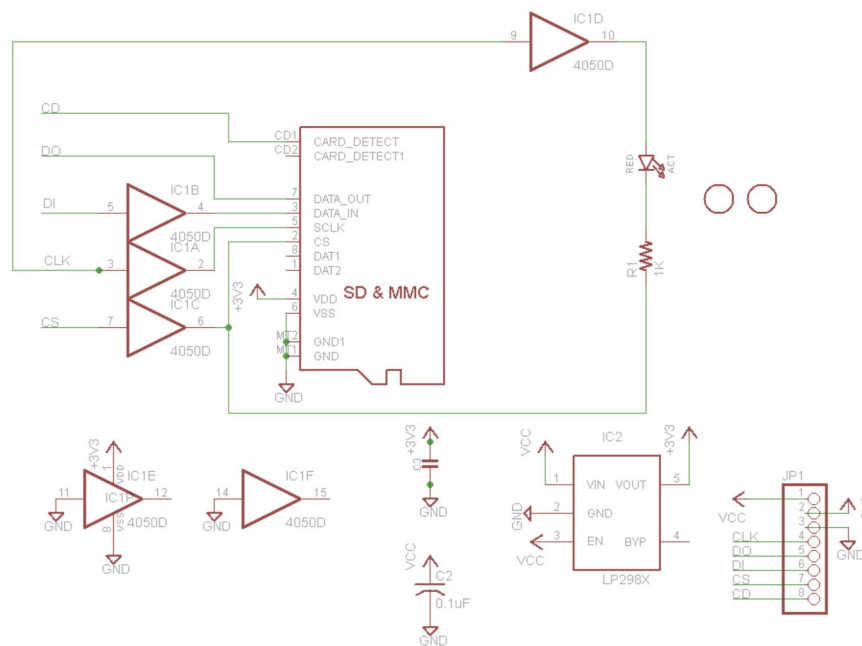 IC1D
9
10
4050D
CD
CD1
CARD_DETECT
CD2
CARD_DETECT1
DO
RED
ACT
IC1B
7
DATA_OUT
DI
5
4
3
DATA_IN
4050D
5
SCLK
IC1A
2
CS
CLK
3
2
8
DAT1
1
DAT2
R1
1K
4050D
IC1C
+3V3
4
VDD
SD & MMC
6
VSS
CS
7
6
4050D
MT2
GND1
MT1
GND
GND
+3V3
1
VDD
IC1E
11
IC1P
12
4050D
8
VSS
GND
GND
IC1F
14
15
4050D
GND
+3V3
C3
GND
VCC
C2
0.1uF
GND
VCC
IC2
+3V3
1
VIN
VOUT
5
GND
2
GND
3
EN
BYP
4
VCC
LP298X
JP1
1
VCC
2
3
GND
CLK
4
DO
5
DI
6
CS
7
CD
8